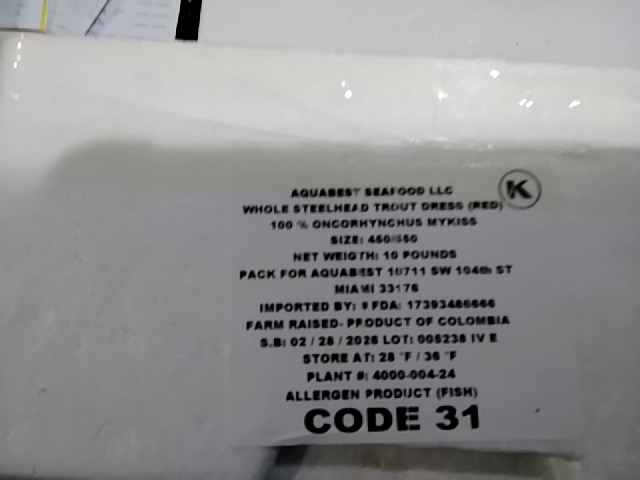 AQUABEST SEAFOOD LLC
K
WHOLE STEELHEAD TROUT DRESS (RED)
100 % ONCORHYNCHUS MYKISS
SIZE: 450/550
NET WEIGTH: 10 POUNDS
PACK FOR AQUABEST 10711 SW 104th ST
MIAMI 33176
IMPORTED BY: # FDA: 17393486666
FARM RAISED- PRODUCT OF COLOMBIA
S.B: 02 / 28 / 2026 LOT: 005238 IV E
STORE AT: 28 °F / 36 °F
PLANT #: 4000-004-24
ALLERGEN PRODUCT (FISH)
CODE 31